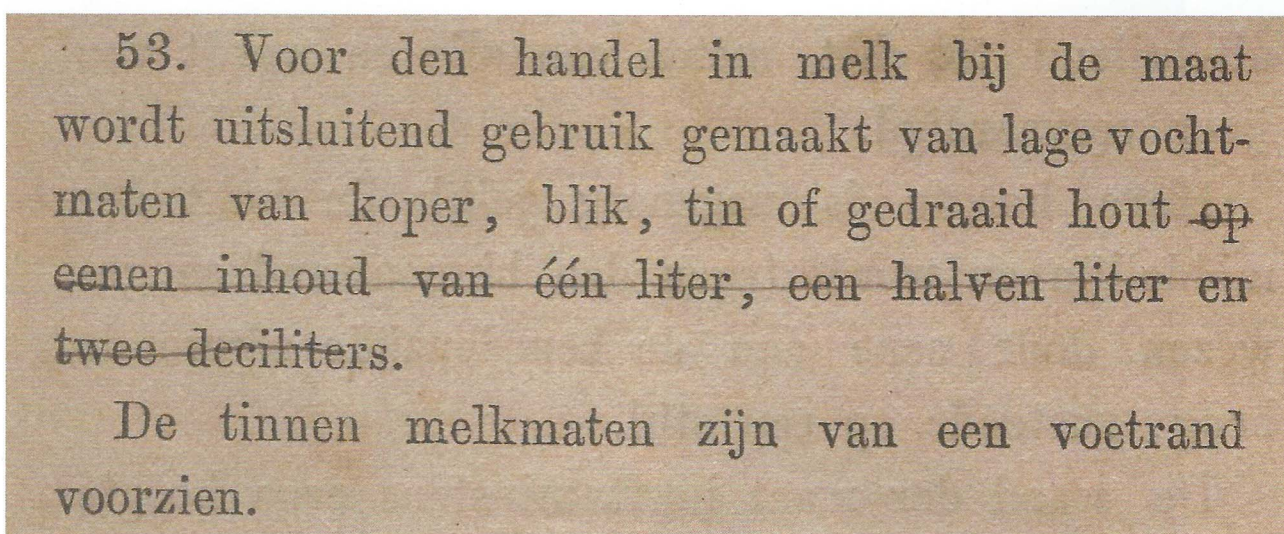 53. Voor den handel in melk bij de maat
wordt uitsluitend gebruik gemaakt van lage vocht-
maten van koper, blik, tin of gedraaid hout op
eenen inhoud van één liter, een halven liter en
twee deciliters.
De tinnen melkmaten zijn van een voetrand
voorzien.